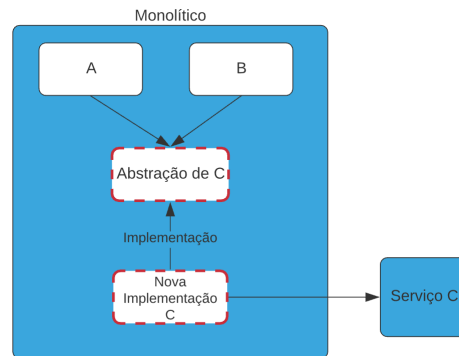 Monolítico
A
B
Abstração de C
Implementação
Nova
Implementação
C
Serviço C